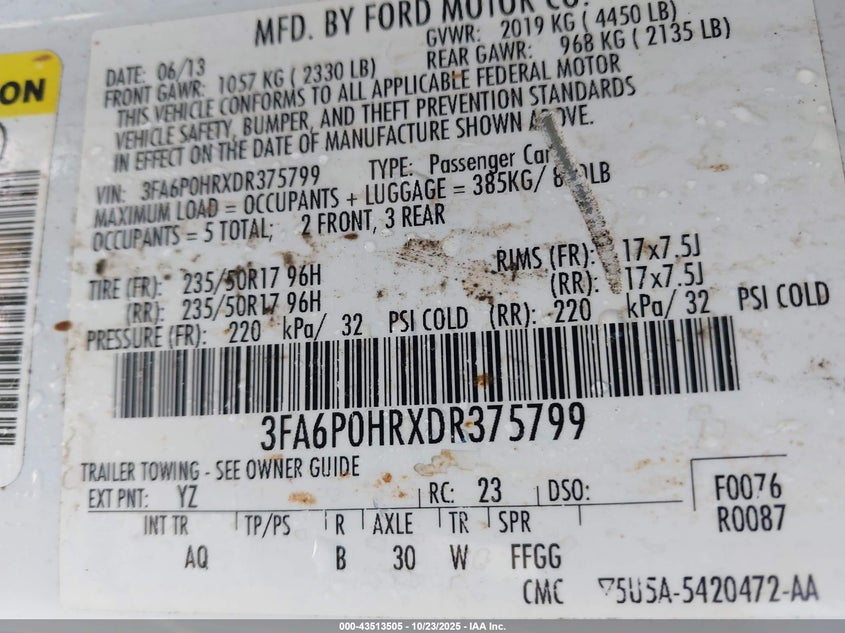 MFD. BY FORD MOTOR CO.
DATE: 06/13 GVWR: 2019 KG ( 4450 LB)
FRONT GAWR: 1057 KG ( 2330 LB) REAR GAWR: 968 KG ( 2135 LB)
THIS VEHICLE CONFORMS TO ALL APPLICABLE FEDERAL MOTOR
VEHICLE SAFETY, BUMPER, AND THEFT PREVENTION STANDARDS
IN EFFECT ON THE DATE OF MANUFACTURE SHOWN
VIN: 3FA6P0HRXDR375799 TYPE: Passenger Car
MAXIMUM LOAD = OCCUPANTS + LUGGAGE = 385KG/
OCCUPANTS = 5 TOTAL; 2 FRONT, 3 REAR
TIRE (FR): 235/50R17 96H RIMS (FR): 17x7.5J
(RR): 235/50R17 96H (RR): 17x7.5J
PRESSURE (FR): 220 kPa/ 32 PSI COLD (RR): 220 kPa/ 32 PSI COLD
3FA6P0HRXDR375799
TRAILER TOWING - SEE OWNER GUIDE
EXT PNT: YZ RC: 23 DSO: F0076
INT TR TP/PS R AXLE TR SPR R0087
AQ B 30 W FFGG
CMC 5U5A-5420472-AA
ON
000-43513505 - 10/23/2025 - IAA Inc.